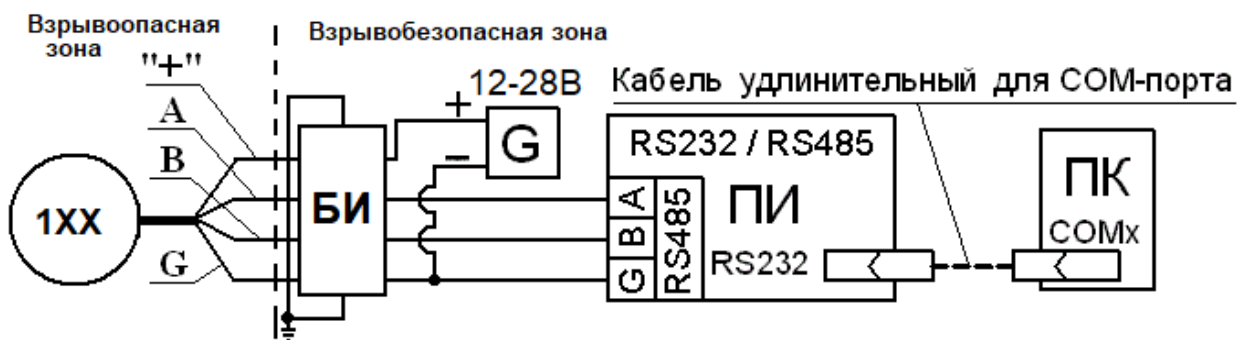 Взрывоопасная
зона
Взрывобезопасная зона
"+"
A
B
G
1XX
БИ
+
−
12-28В
G
Кабель удлинительный для COM-порта
RS232 / RS485
ПИ
A
B
G
RS485
RS232
ПК
COMx